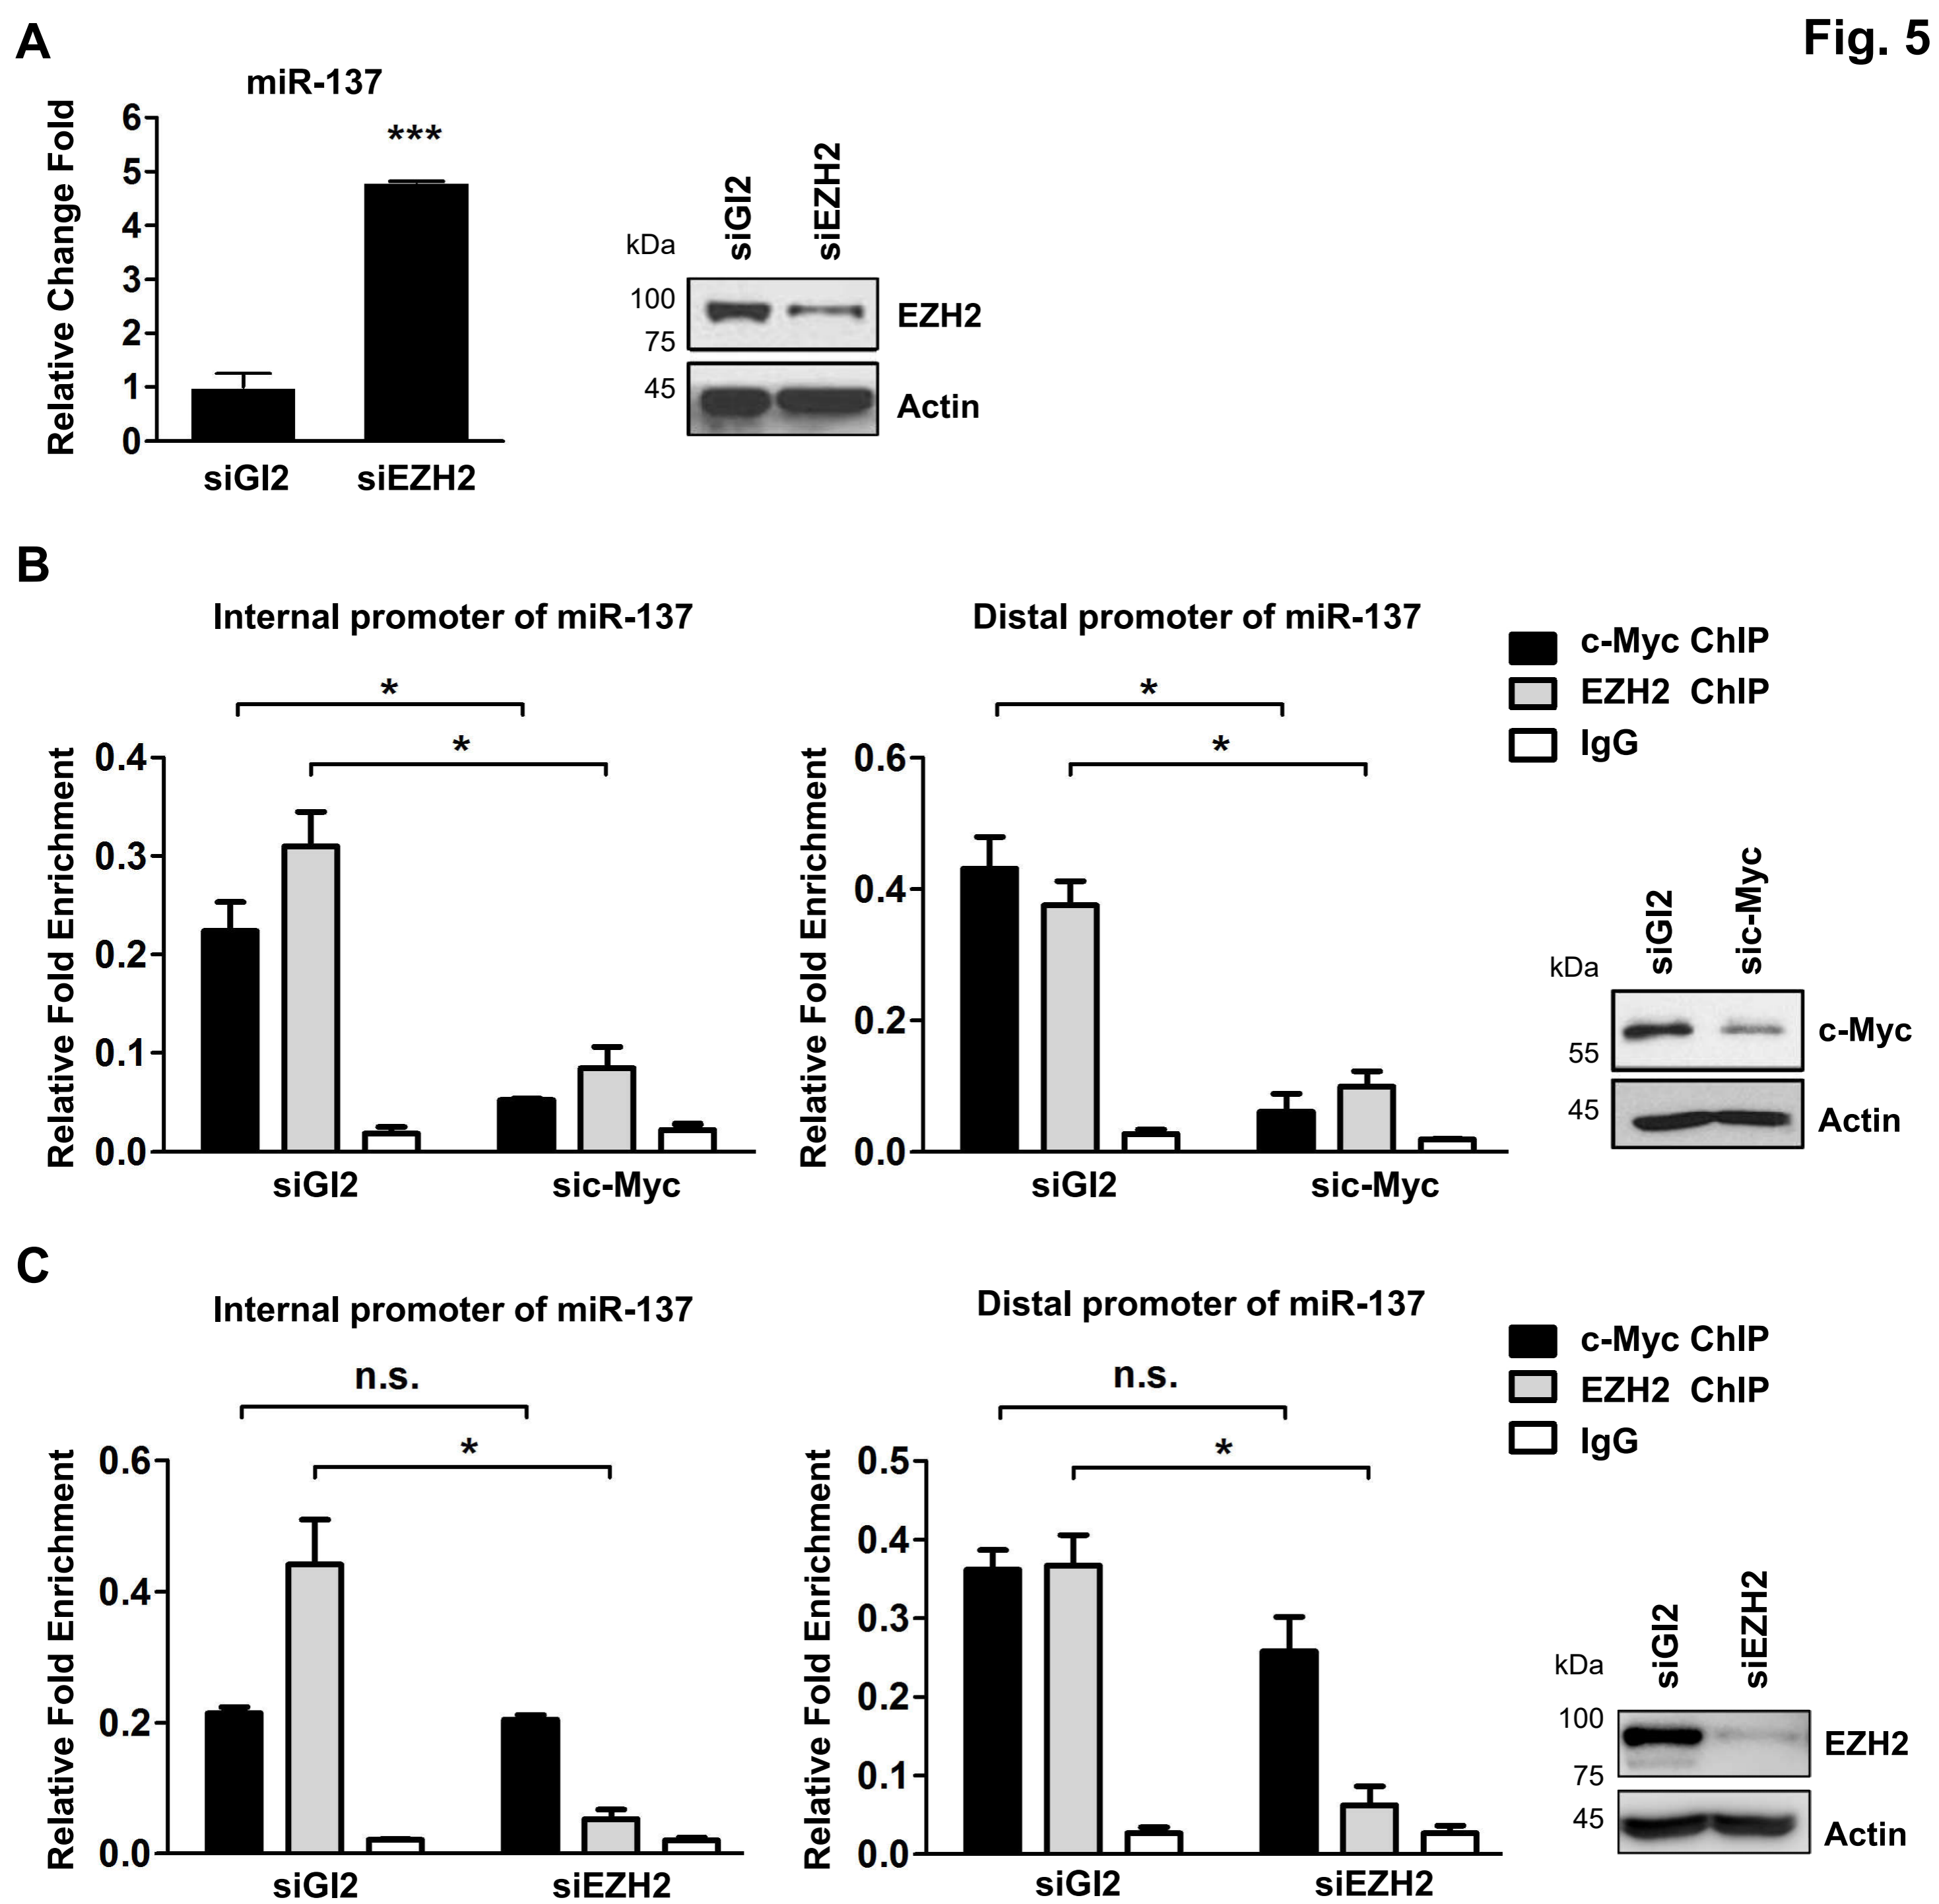 Fig. 5
A
miR-137
Relative Change Fold
6
5
4
3
2
1
0
***
siGl2
siEZH2
kDa
siGl2
siEZH2
100
75
45
EZH2
Actin
B
Internal promoter of miR-137
*
*
Relative Fold Enrichment
0.4
0.3
0.2
0.1
0.0
siGl2
sic-Myc
Distal promoter of miR-137
*
*
Relative Fold Enrichment
0.6
0.4
0.2
0.0
siGl2
sic-Myc
c-Myc ChIP
EZH2 ChIP
IgG
kDa
siGl2
sic-Myc
55
45
c-Myc
Actin
C
Internal promoter of miR-137
n.s.
*
Relative Fold Enrichment
0.6
0.4
0.2
0.0
siGl2
siEZH2
Distal promoter of miR-137
n.s.
*
Relative Fold Enrichment
0.5
0.4
0.3
0.2
0.1
0.0
siGl2
siEZH2
c-Myc ChIP
EZH2 ChIP
IgG
kDa
siGl2
siEZH2
100
75
45
EZH2
Actin